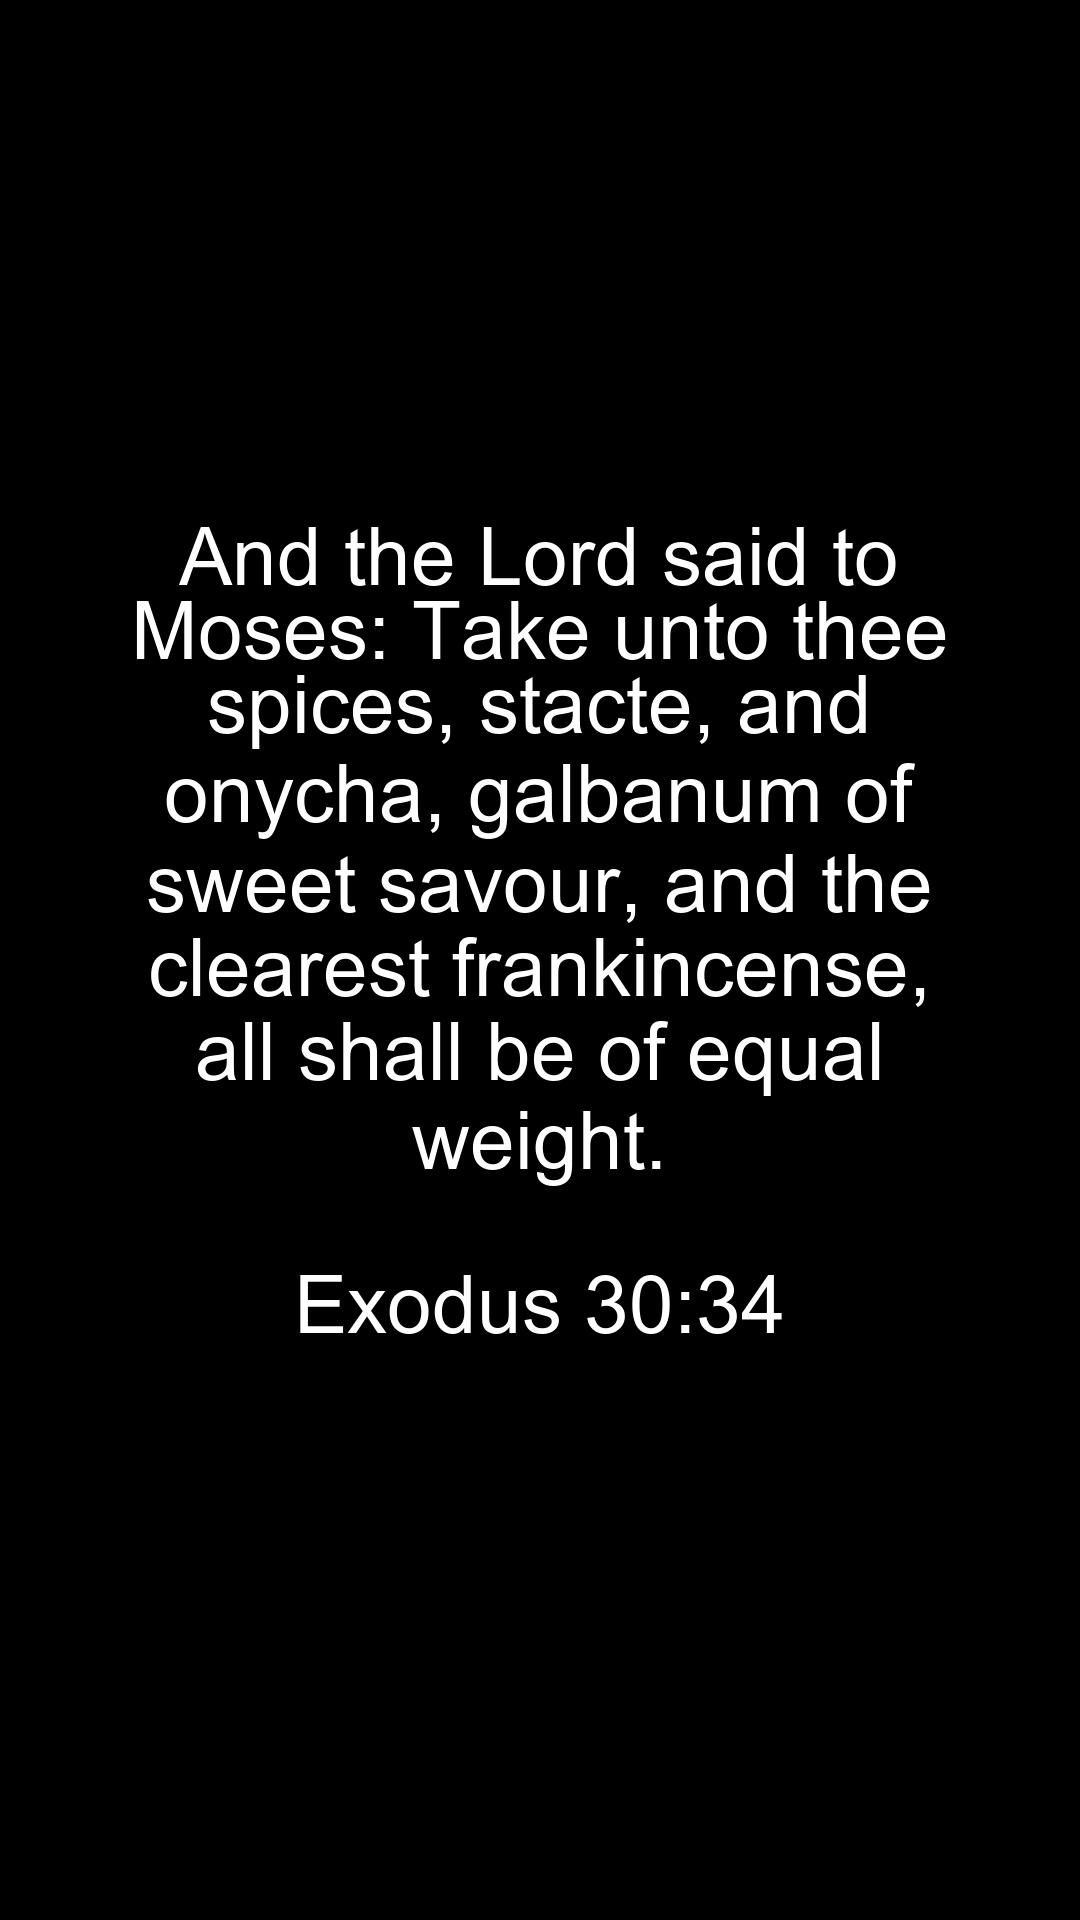 And the Lord said to
Moses: Take unto thee
spices, stacte, and
onycha, galbanum of
sweet savour, and the
clearest frankincense,
all shall be of equal
weight.
Exodus 30:34